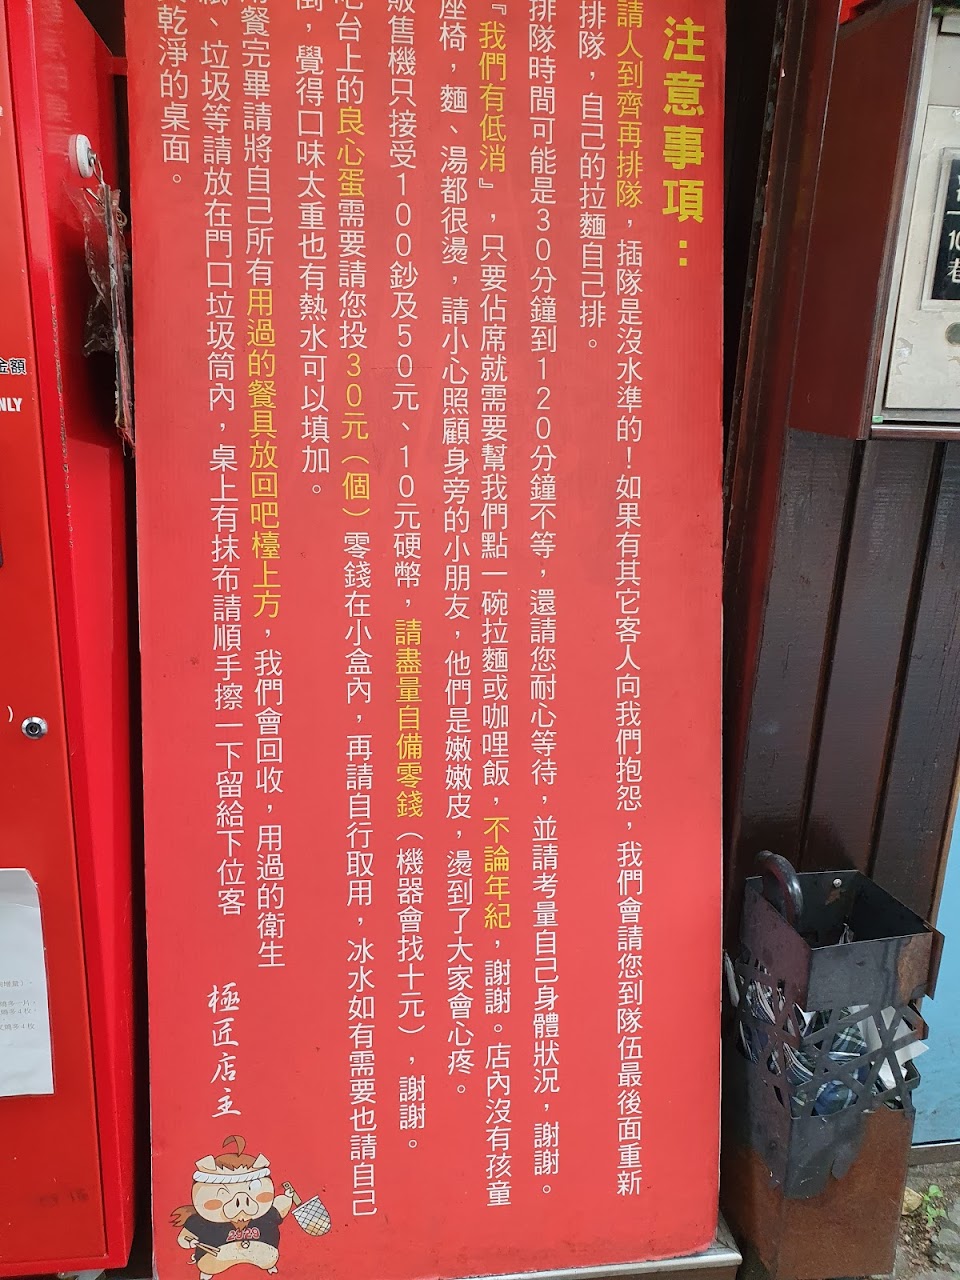 注意事項：
請人到齊再排隊，插隊是沒水準的！如果有其它客人向我們抱怨，我們會請您到隊伍最後面重新
排隊，自己的拉麵自己排。
排隊時間可能是30分鐘到120分鐘不等，還請您耐心等待，並請考量自己身體狀況，謝謝。
『我們有低消』，只要佔席就需要幫我們點一碗拉麵或咖哩飯，不論年紀，謝謝。店內沒有孩童
座椅，麵、湯都很燙，請小心照顧身旁的小朋友，他們是嫩嫩皮，燙到了大家會心疼。
販售機只接受100鈔及50元、10元硬幣，請盡量自備零錢（機器會找十元），謝謝。
吧台上的良心蛋需要請您投30元（個）零錢在小盒內，再請自行取用，冰水如有需要也請自己
倒，覺得口味太重也有熱水可以填加。
用餐完畢請將自己所有用過的餐具放回吧檯上方，我們會回收，用過的衛生
紙、垃圾等請放在門口垃圾筒內，桌上有抹布請順手擦一下留給下位客
乾淨的桌面。
極匠店主
金額
NLY